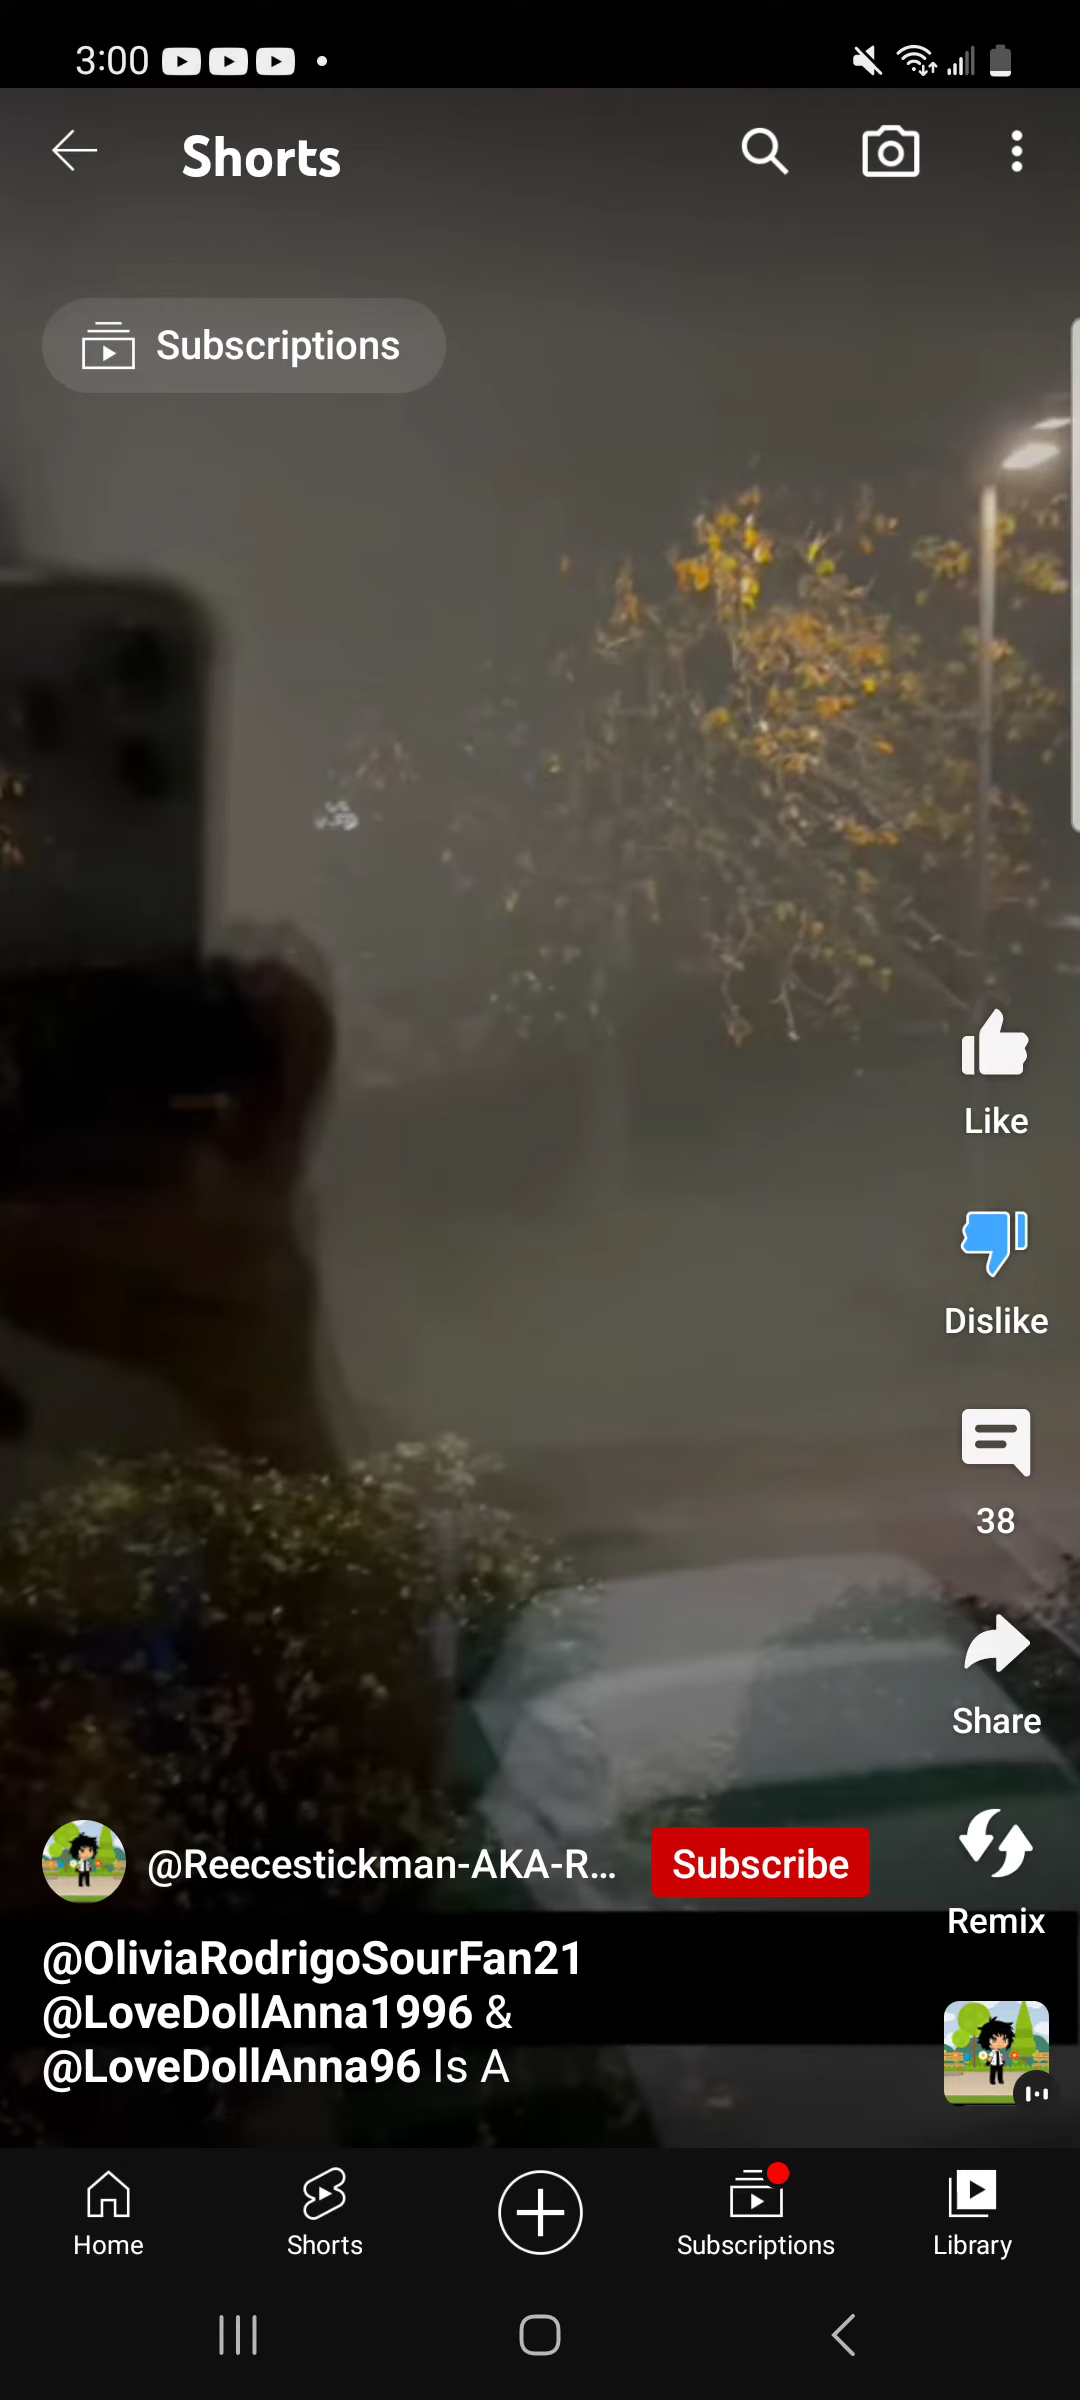 3:00
Shorts
Subscriptions
Like
Dislike
38
Share
@Reecestickman-AKA-R... Subscribe
Remix
@OliviaRodrigoSourFan21
@LoveDollAnna1996 &
@LoveDollAnna96 Is A
Home Shorts Subscriptions Library